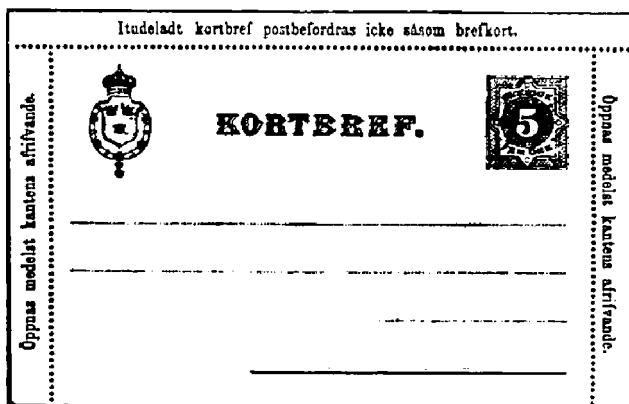 Itudeladt kortbref postbefordras icke såsom brefkort.
Öppnas medelst kantens afrifvande.
KORTBREF.
5
Öppnas medelst kantens afrifvande.